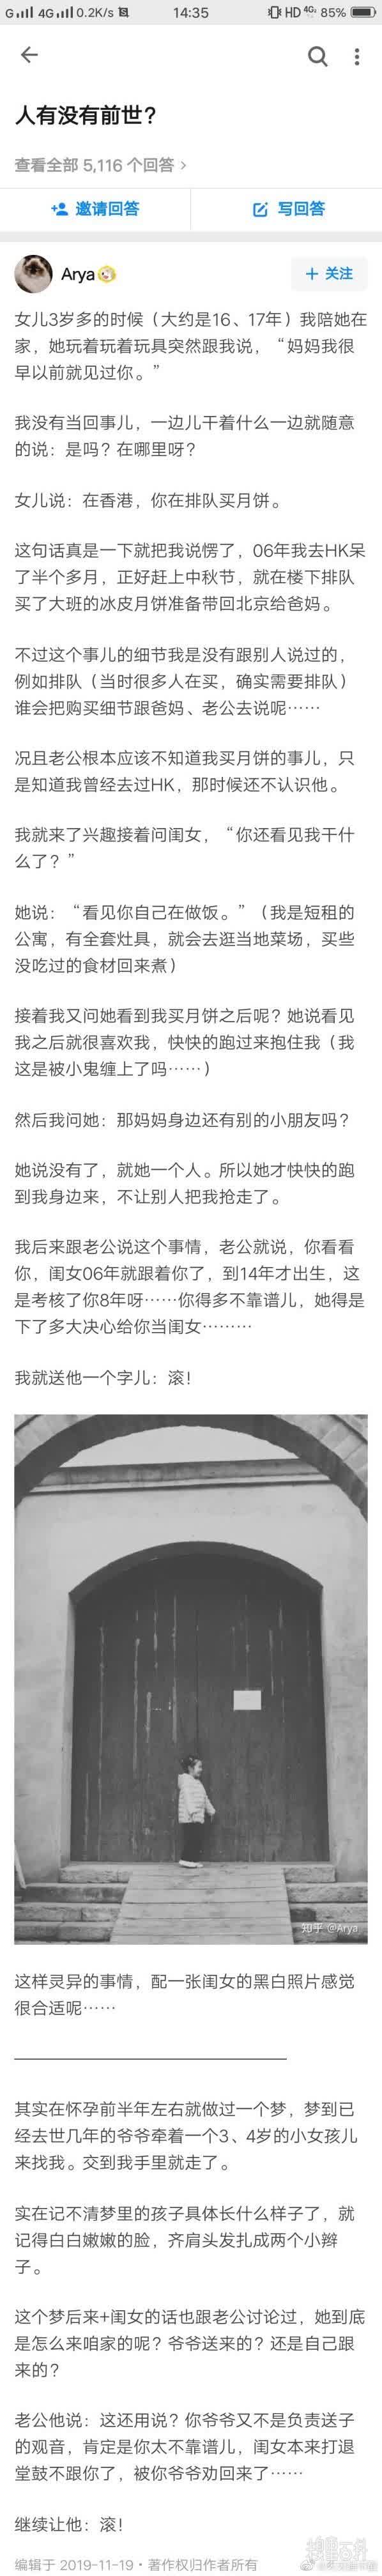 G 4G 0.2K/s 14:35 HD 4G 85%
人有没有前世？
查看全部 5,116 个回答 >
邀请回答 写回答
Arya + 关注
女儿3岁多的时候（大约是16、17年）我陪她在
家，她玩着玩着玩具突然跟我说，“妈妈我很
早以前就见过你。”
我没有当回事儿，一边儿干着什么一边就随意
的说：是吗？在哪里呀？
女儿说：在香港，你在排队买月饼。
这句话真是一下就把我说愣了，06年我去HK呆
了半个多月，正好赶上中秋节，就在楼下排队
买了大班的冰皮月饼准备带回北京给爸妈。
不过这个事儿的细节我是没有跟别人说过的，
例如排队（当时很多人在买，确实需要排队）
谁会把购买细节跟爸妈、老公去说呢……
况且老公根本应该不知道我买月饼的事儿，只
是知道我曾经去过HK，那时候还不认识他。
我就来了兴趣接着问闺女，“你还看见我干什
么了？”
她说：“看见你自己在做饭。”（我是短租的
公寓，有全套灶具，就会去逛当地菜场，买些
没吃过的食材回来煮）
接着我又问她看到我买月饼之后呢？她说看见
我之后就很喜欢我，快快的跑过来抱住我（我
这是被小鬼缠上了吗……）
然后我问她：那妈妈身边还有别的小朋友吗？
她说没有了，就她一个人。所以她才快快的跑
到我身边来，不让别人把我抢走了。
我后来跟老公说这个事情，老公就说，你看看
你，闺女06年就跟着你了，到14年才出生，这
是考核了你8年呀……你得多不靠谱儿，她得是
下了多大决心给你当闺女………
我就送他一个字儿：滚！
知乎 @Arya
这样灵异的事情，配一张闺女的黑白照片感觉
很合适呢……
其实在怀孕前半年左右就做过一个梦，梦到已
经去世几年的爷爷牵着一个3、4岁的小女孩儿
来找我。交到我手里就走了。
实在记不清梦里的孩子具体长什么样子了，就
记得白白嫩嫩的脸，齐肩头发扎成两个小辫
子。
这个梦后来+闺女的话也跟老公讨论过，她到底
是怎么来咱家的呢？爷爷送来的？还是自己跟
来的？
老公他说：这还用说？你爷爷又不是负责送子
的观音，肯定是你太不靠谱儿，闺女本来打退
堂鼓不跟你了，被你爷爷劝回来了……
继续让他：滚！
编辑于 2019-11-19 · 著作权归作者所有